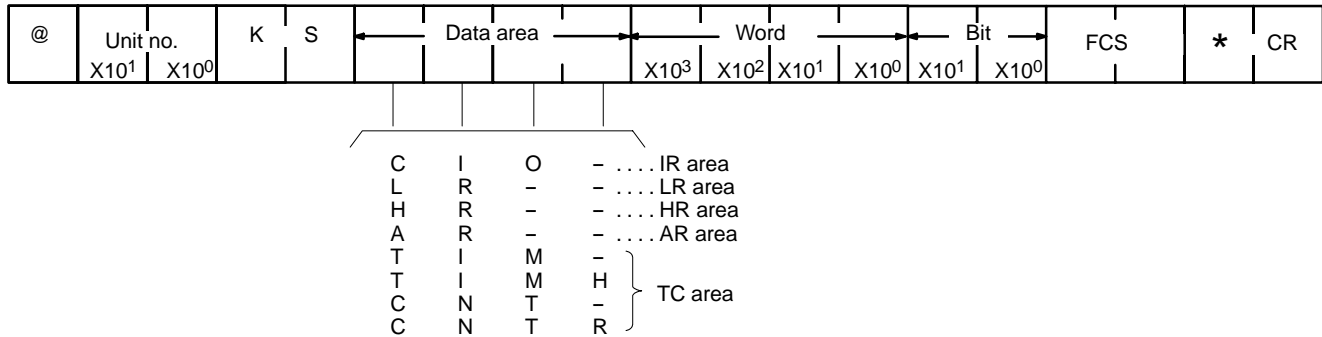 @ Unit no. K S Data area Word Bit FCS * CR
X10¹ X10⁰ X10³ X10² X10¹ X10⁰ X10¹ X10⁰
C I O – .... IR area
L R – – .... LR area
H R – – .... HR area
A R – – .... AR area
T I M –
T I M H
TC area
C N T –
C N T R